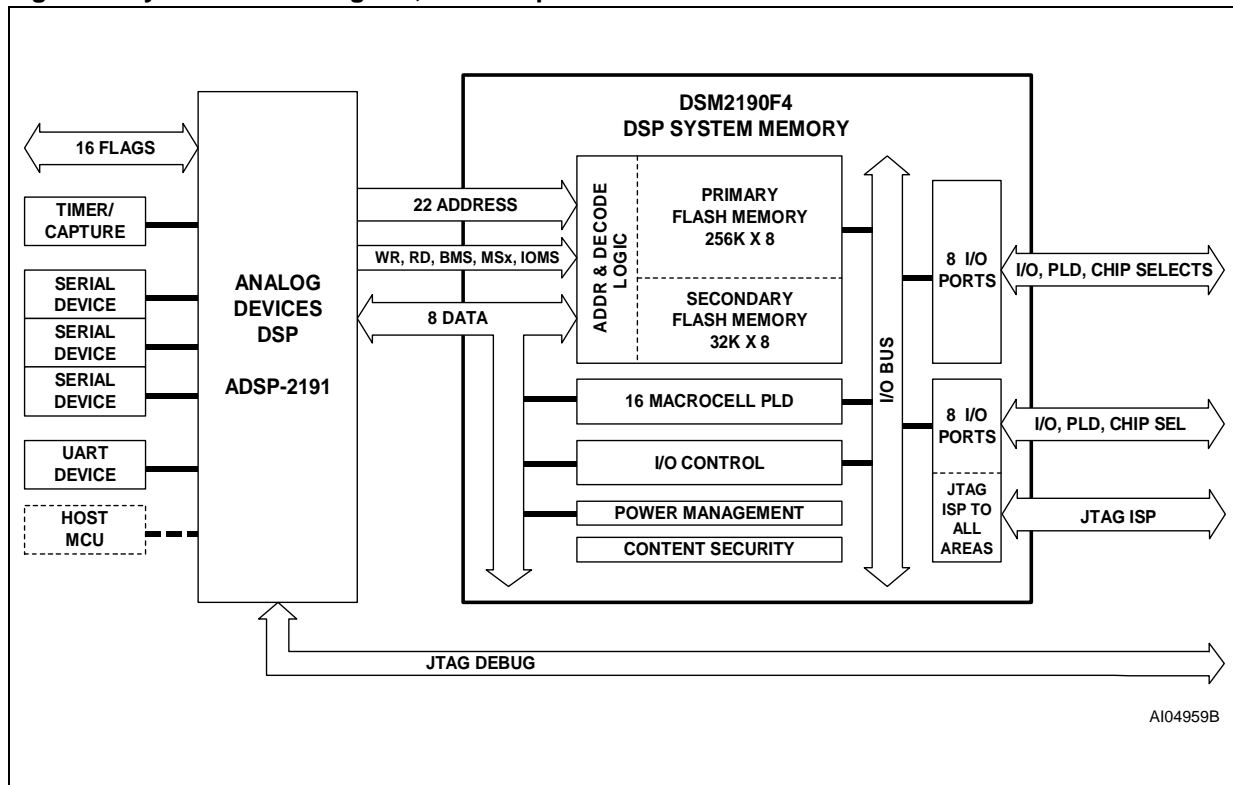 16 FLAGS
TIMER/
CAPTURE
SERIAL
DEVICE
SERIAL
DEVICE
SERIAL
DEVICE
UART
DEVICE
HOST
MCU
ANALOG
DEVICES
DSP
ADSP-2191
22 ADDRESS
WR, RD, BMS, MSx, IOMS
8 DATA
DSM2190F4
DSP SYSTEM MEMORY
ADDR & DECODE
LOGIC
PRIMARY
FLASH MEMORY
256K X 8
SECONDARY
FLASH MEMORY
32K X 8
16 MACROCELL PLD
I/O CONTROL
POWER MANAGEMENT
CONTENT SECURITY
I/O BUS
8 I/O
PORTS
8 I/O
PORTS
JTAG
ISP TO
ALL
AREAS
I/O, PLD, CHIP SELECTS
I/O, PLD, CHIP SEL
JTAG ISP
JTAG DEBUG
AI04959B